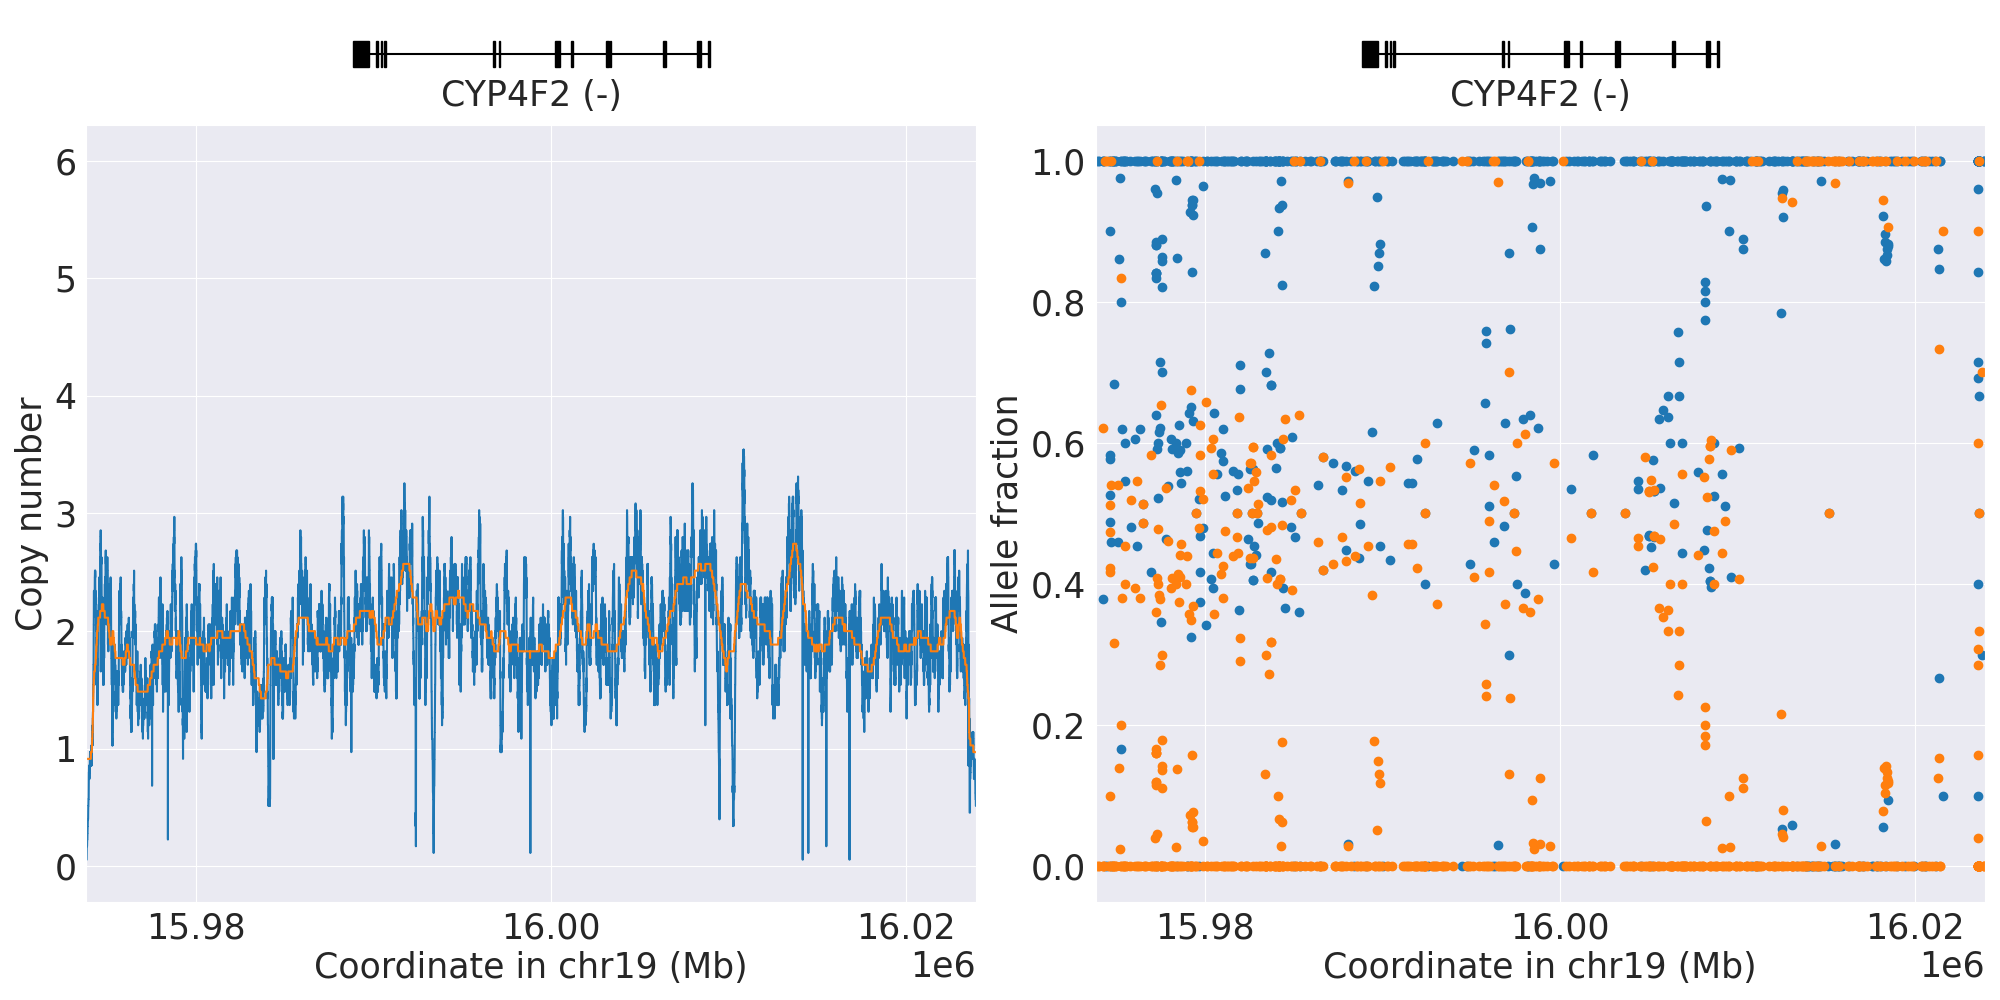 CYP4F2 (-)
6
5
4
3
2
1
0
Copy number
15.98
16.00
16.02
Coordinate in chr19 (Mb)
1e6
CYP4F2 (-)
1.0
0.8
0.6
0.4
0.2
0.0
Allele fraction
15.98
16.00
16.02
Coordinate in chr19 (Mb)
1e6